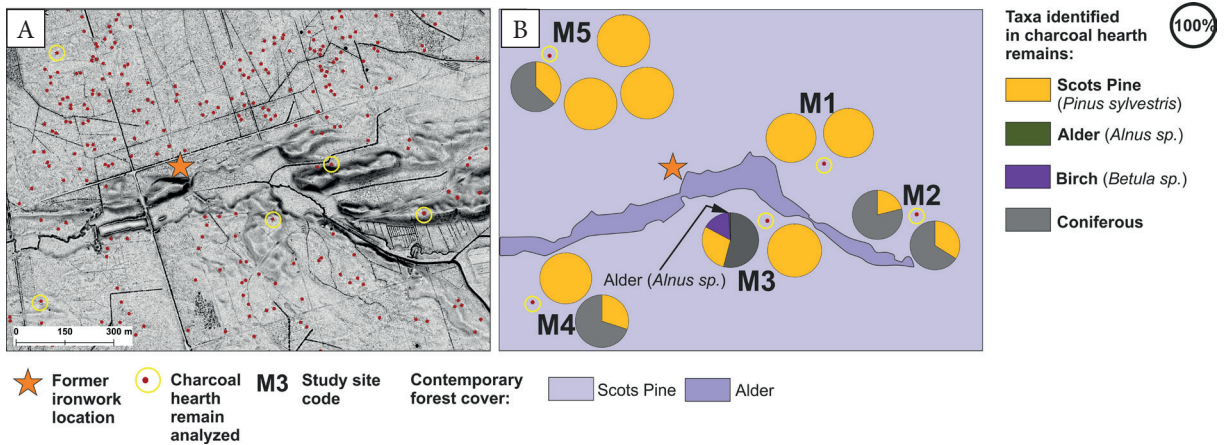 A
0 150 300 m
B
M5
M1
M2
M3
M4
Alder (Alnus sp.)
Taxa identified
in charcoal hearth
remains:
100%
Scots Pine
(Pinus sylvestris)
Alder (Alnus sp.)
Birch (Betula sp.)
Coniferous
Former
ironwork
location
Charcoal
hearth
remain
analyzed
M3 Study site
code
Contemporary
forest cover:
Scots Pine
Alder